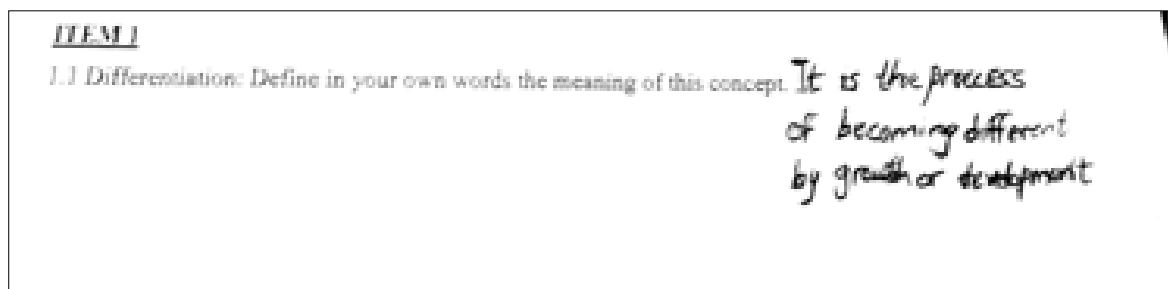 ITEM 1
1.1 Differentiation: Define in your own words the meaning of this concept. It is the process
of becoming different
by growth or development